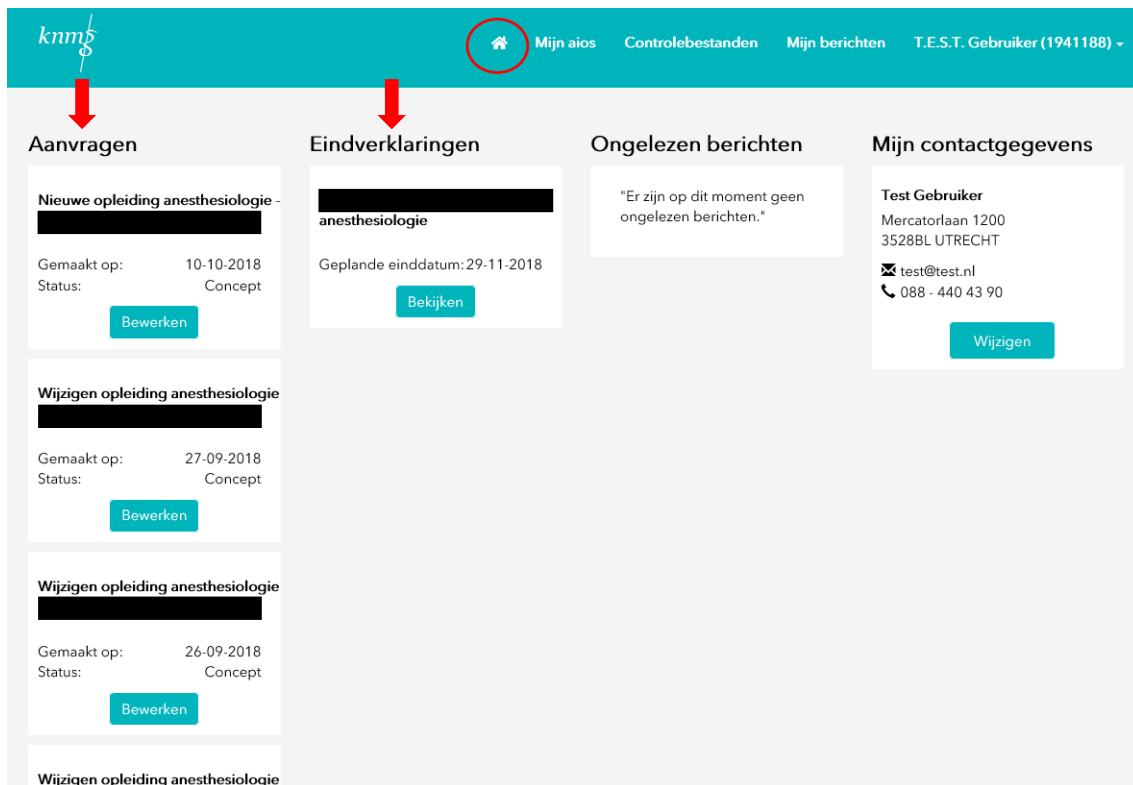 knmg
Mijn aios
Controlebestanden
Mijn berichten
T.E.S.T. Gebruiker (1941188)
Aanvragen
Nieuwe opleiding anesthesiologie -
Gemaakt op: 10-10-2018
Status: Concept
Bewerken
Wijzigen opleiding anesthesiologie
Gemaakt op: 27-09-2018
Status: Concept
Bewerken
Wijzigen opleiding anesthesiologie
Gemaakt op: 26-09-2018
Status: Concept
Bewerken
Wijzigen opleiding anesthesiologie
Eindverklaringen
anesthesiologie
Geplande einddatum: 29-11-2018
Bekijken
Ongelezen berichten
"Er zijn op dit moment geen
ongelezen berichten."
Mijn contactgegevens
Test Gebruiker
Mercatorlaan 1200
3528BL UTRECHT
test@test.nl
088 - 440 43 90
Wijzigen